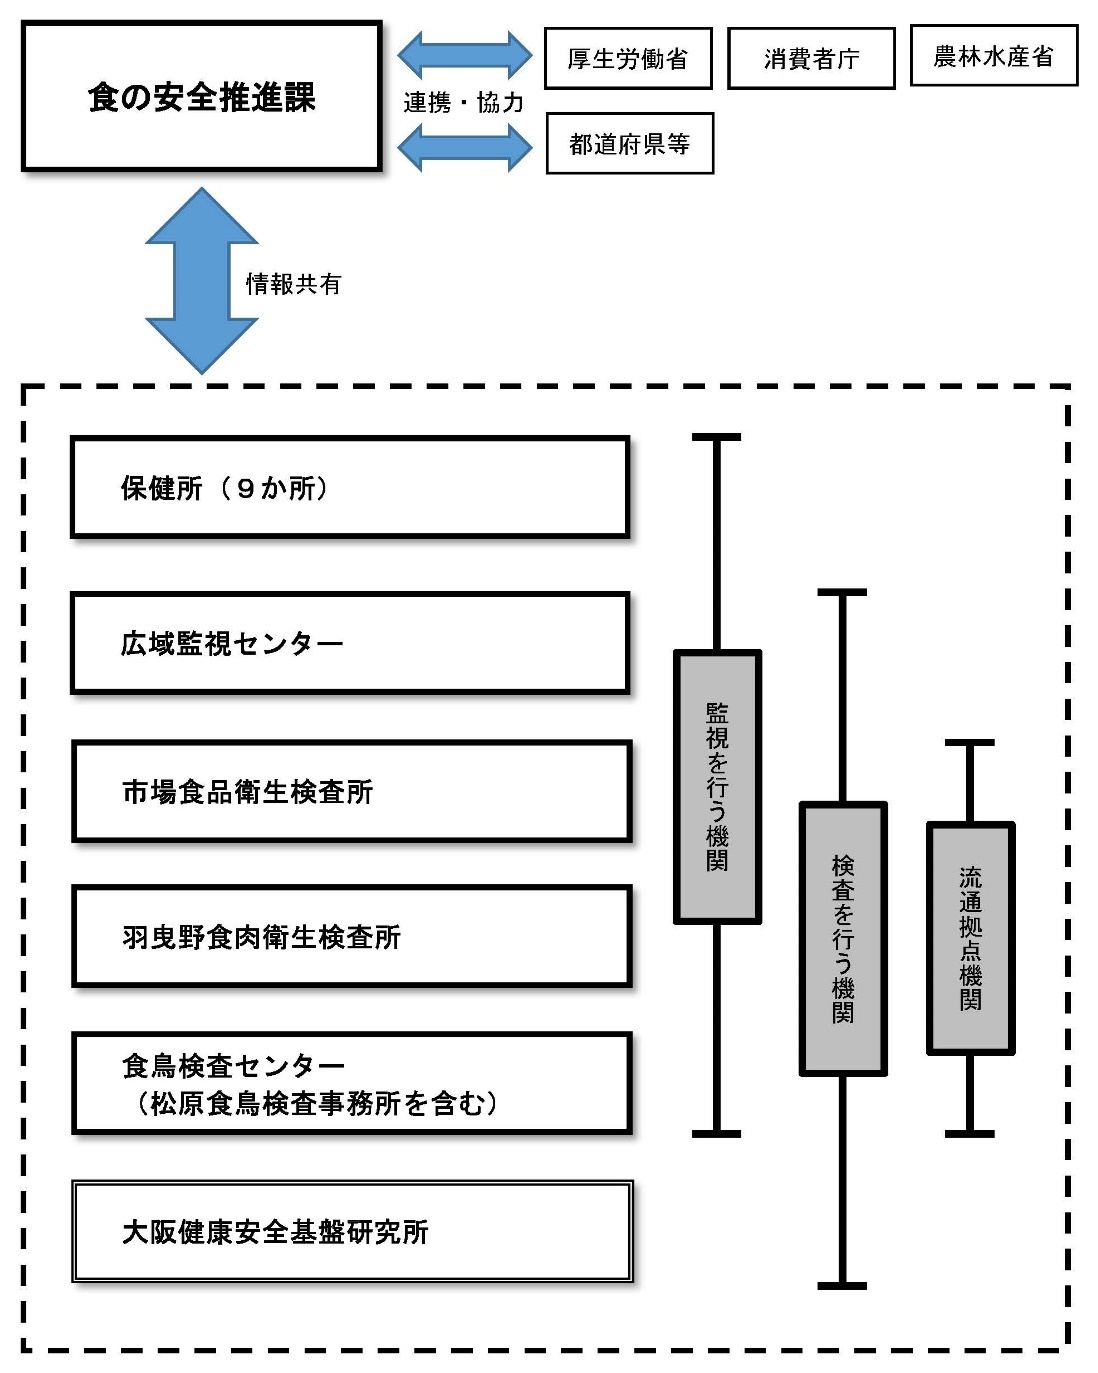 食の安全推進課
厚生労働省
消費者庁
農林水産省
連携・協力
都道府県等
情報共有
保健所（９か所）
広域監視センター
市場食品衛生検査所
羽曳野食肉衛生検査所
食鳥検査センター
（松原食鳥検査事務所を含む）
大阪健康安全基盤研究所
監視を行う機関
検査を行う機関
流通拠点機関